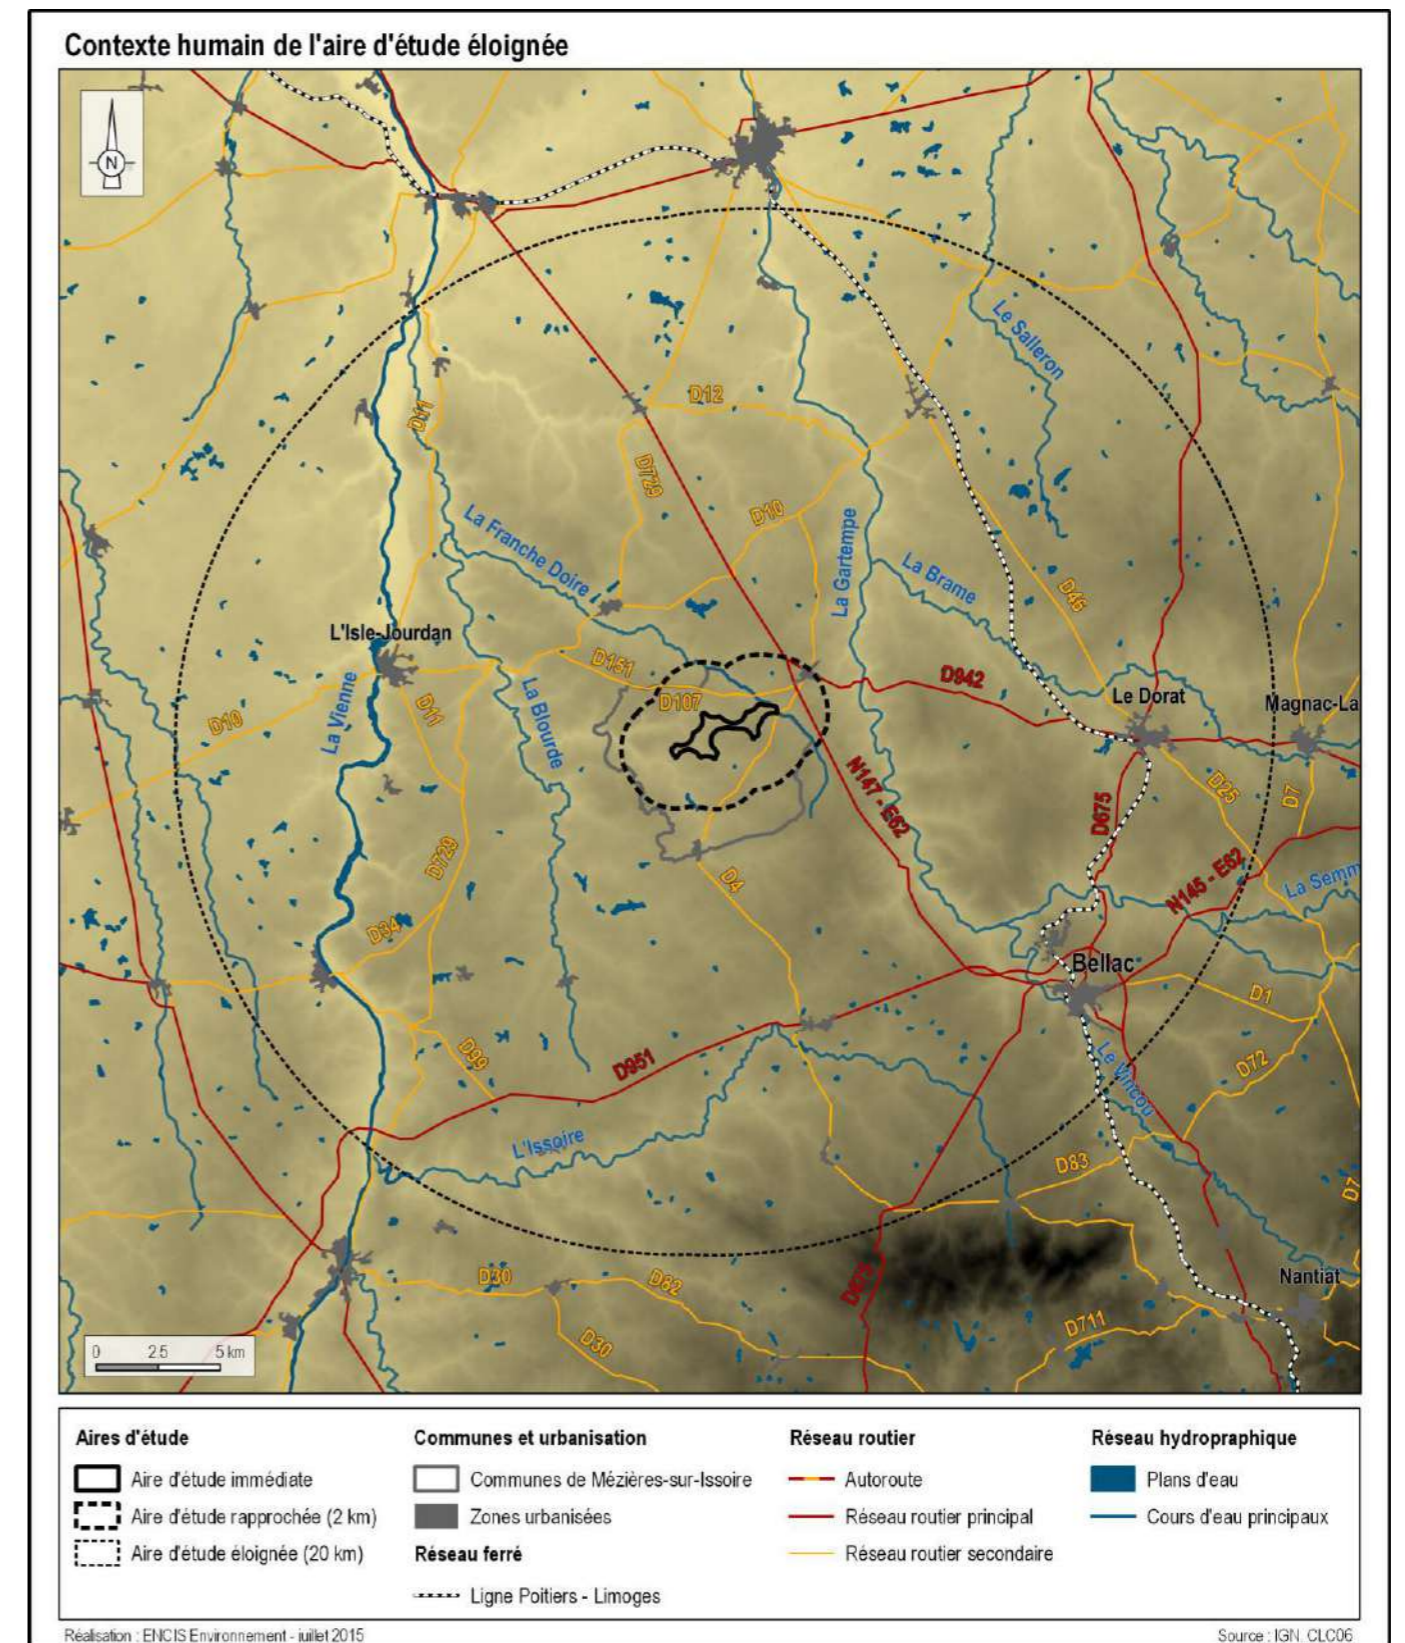 Contexte humain de l'aire d'étude éloignée
N
Le Salleron
D12
D11
D729
D10
La Franche Doire
La Gartempe
La Brame
D46
L'Isle-Jourdan
D151
D942
Le Dorat
D107
Magnac-La
D10
La Vienne
D11
La Blourde
N147 - E62
D25
D7
D675
D729
D4
N145 - E62
La Semm
D34
Bellac
D1
D99
D951
Le Vincou
D72
L'Issoire
D83
D7
D30
D82
D675
Nantiat
D711
D30
0 2.5 5 km
Aires d'étude
Aire d'étude immédiate
Aire d'étude rapprochée (2 km)
Aire d'étude éloignée (20 km)
Communes et urbanisation
Communes de Mézières-sur-Issoire
Zones urbanisées
Réseau ferré
Ligne Poitiers - Limoges
Réseau routier
Autoroute
Réseau routier principal
Réseau routier secondaire
Réseau hydropraphique
Plans d'eau
Cours d'eau principaux
Réalisation : ENCIS Environnement - juillet 2015
Source : IGN, CLC06